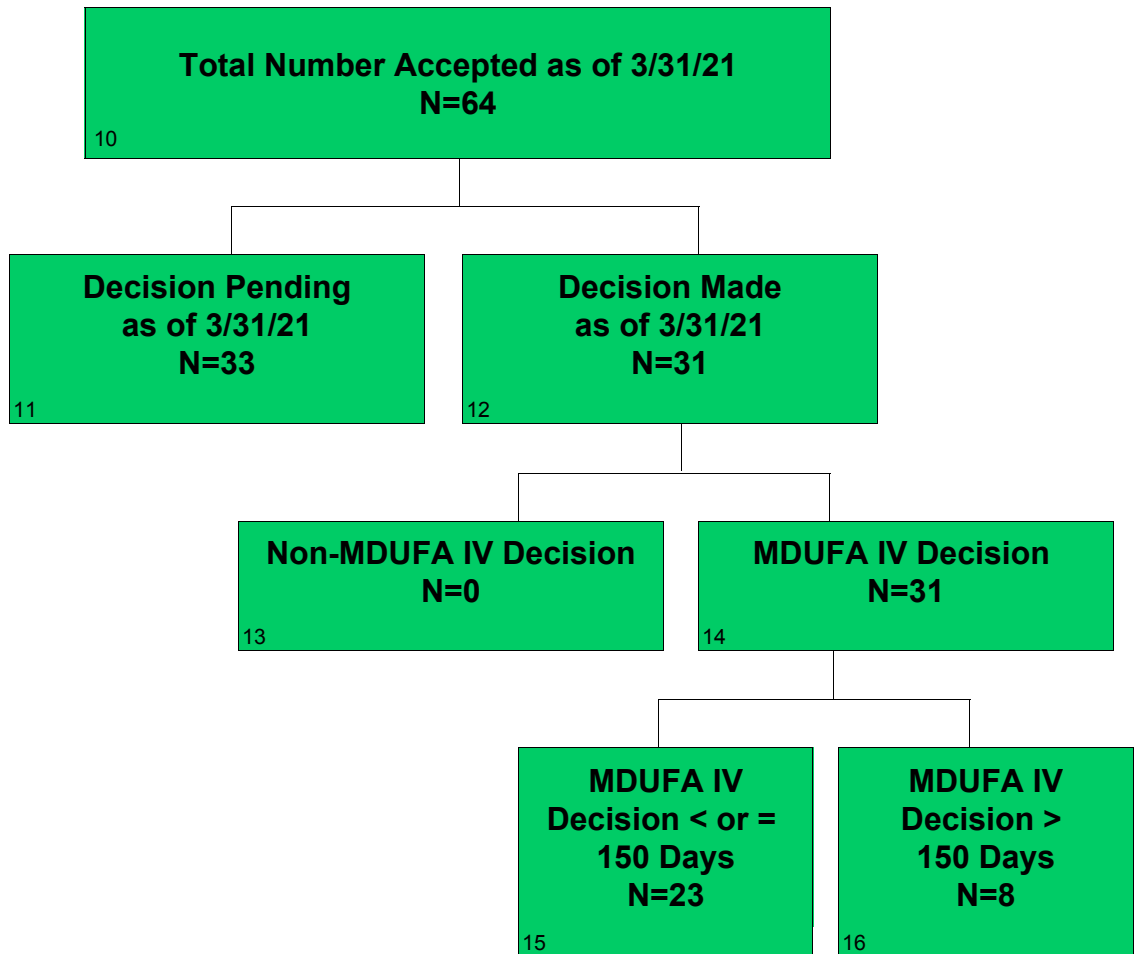 Total Number Accepted as of 3/31/21
N=64
10
Decision Pending
as of 3/31/21
N=33
11
Decision Made
as of 3/31/21
N=31
12
Non-MDUFA IV Decision
N=0
13
MDUFA IV Decision
N=31
14
MDUFA IV
Decision < or =
150 Days
N=23
15
MDUFA IV
Decision >
150 Days
N=8
16